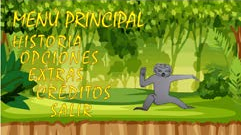 MENU PRINCIPAL
HISTORIA
OPCIONES
EXTRAS
CREDITOS
SALIR